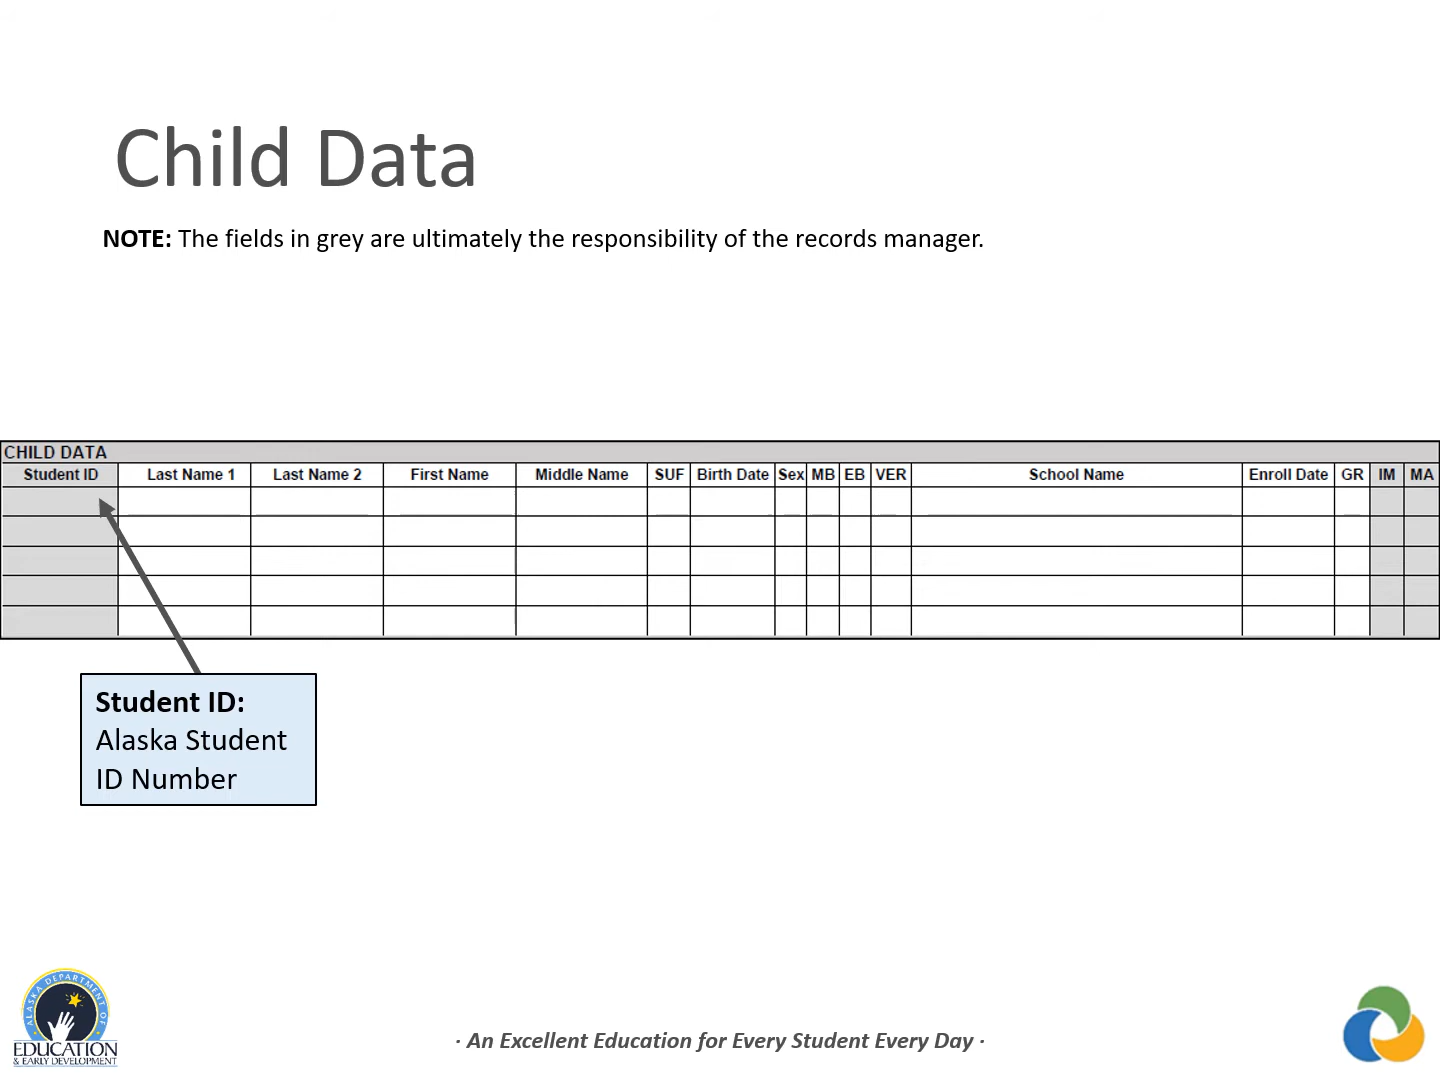 Child Data
NOTE: The fields in grey are ultimately the responsibility of the records manager.
CHILD DATA
Student ID Last Name 1 Last Name 2 First Name Middle Name SUF Birth Date Sex MB EB VER School Name Enroll Date GR IM MA
Student ID:
Alaska Student
ID Number
ALASKA DEPARTMENT OF
EDUCATION
& EARLY DEVELOPMENT
· An Excellent Education for Every Student Every Day ·